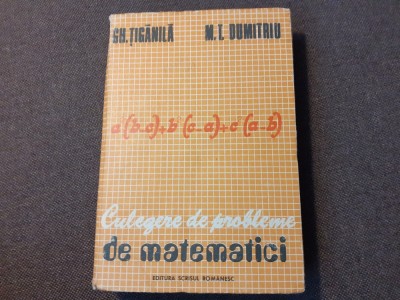 GH. ȚIGĂNILĂ M.T. DUMITRIU
a(b-c)+b(c-a)+c(a-b)
Culegere de probleme
de matematici
EDITURA SCRISUL ROMÂNESC